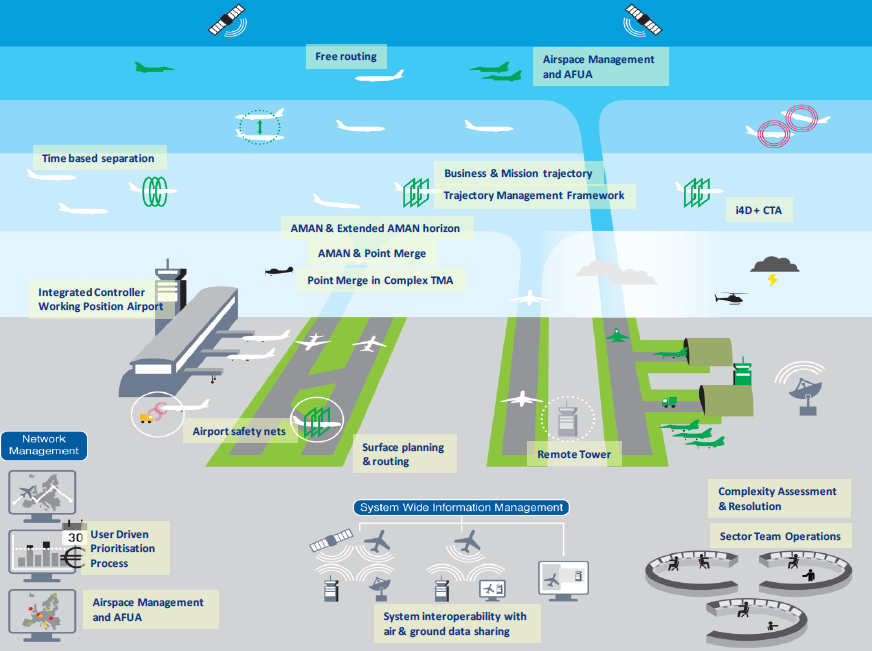 Free routing
Airspace Management
and AFUA
Time based separation
Business & Mission trajectory
Trajectory Management Framework
i4D + CTA
AMAN & Extended AMAN horizon
AMAN & Point Merge
Point Merge in Complex TMA
Integrated Controller
Working Position Airport
Airport safety nets
Surface planning
& routing
Remote Tower
Network
Management
30
User Driven
Prioritisation
Process
€
Airspace Management
and AFUA
System Wide Information Management
System interoperability with
air & ground data sharing
Complexity Assessment
& Resolution
Sector Team Operations